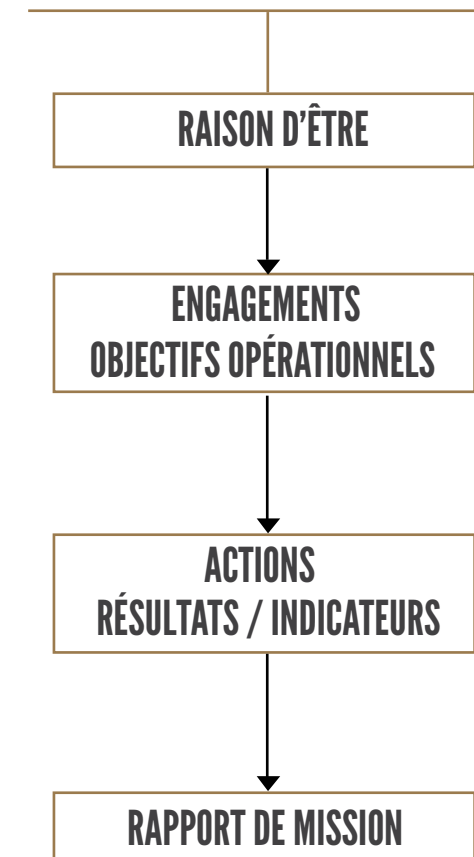 RAISON D’ÊTRE
ENGAGEMENTS
OBJECTIFS OPÉRATIONNELS
ACTIONS
RÉSULTATS / INDICATEURS
RAPPORT DE MISSION